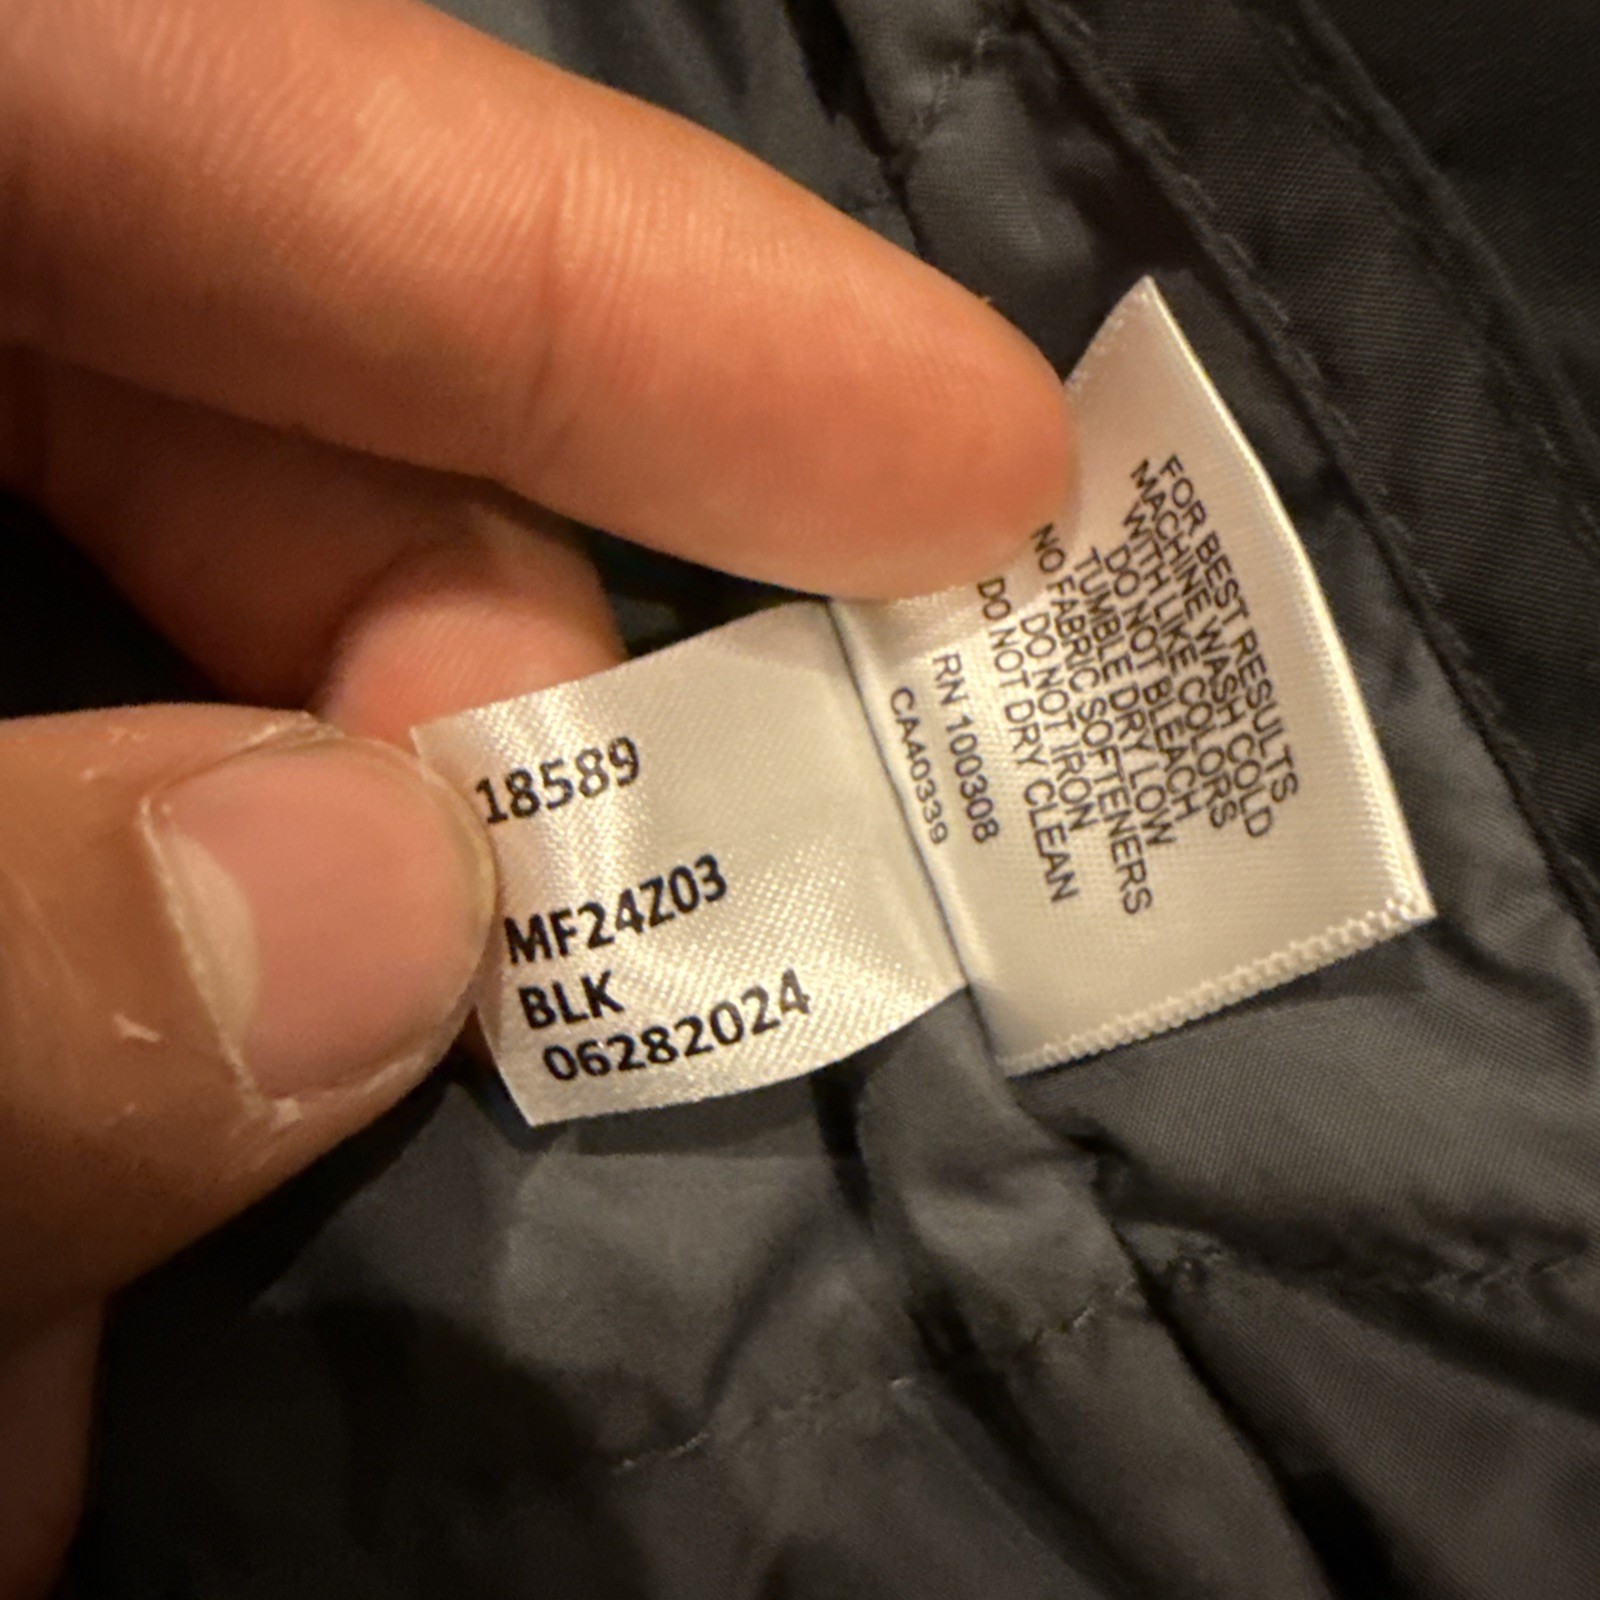 18589
MF24Z03
BLK
06282024
FOR BEST RESULTS
MACHINE WASH COLD
WITH LIKE COLORS
DO NOT BLEACH
TUMBLE DRY LOW
NO FABRIC SOFTENERS
DO NOT IRON
DO NOT DRY CLEAN
RN 100308
CA40339